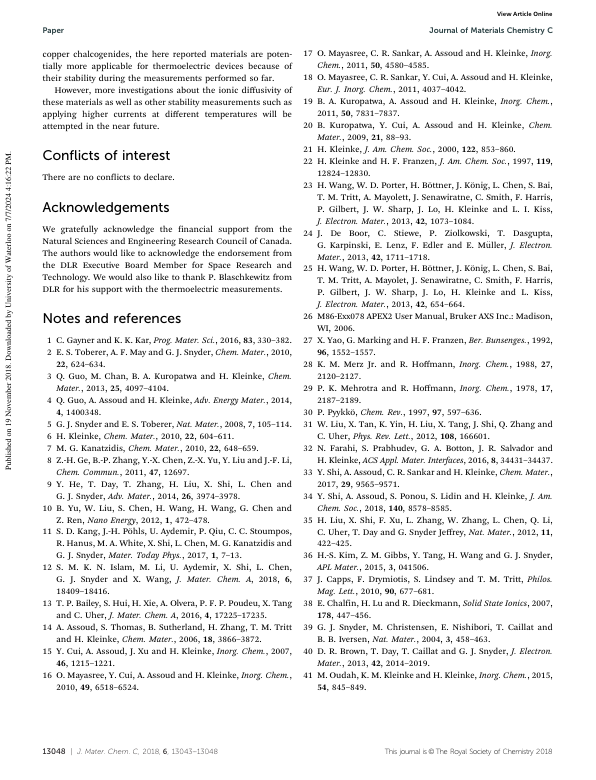 View Article Online
Paper
Journal of Materials Chemistry C
Published on 19 November 2018. Downloaded by University of Waterloo on 7/7/2024 4:16:22 PM.
copper chalcogenides, the here reported materials are poten-
tially more applicable for thermoelectric devices because of
their stability during the measurements performed so far.
However, more investigations about the ionic diffusivity of
these materials as well as other stability measurements such as
applying higher currents at different temperatures will be
attempted in the near future.
Conflicts of interest
There are no conflicts to declare.
Acknowledgements
We gratefully acknowledge the financial support from the
Natural Sciences and Engineering Research Council of Canada.
The authors would like to acknowledge the endorsement from
the DLR Executive Board Member for Space Research and
Technology. We would also like to thank P. Blaschkewitz from
DLR for his support with the thermoelectric measurements.
Notes and references
1 C. Gayner and K. K. Kar, Prog. Mater. Sci., 2016, 83, 330–382.
2 E. S. Toberer, A. F. May and G. J. Snyder, Chem. Mater., 2010,
22, 624–634.
3 Q. Guo, M. Chan, B. A. Kuropatwa and H. Kleinke, Chem.
Mater., 2013, 25, 4097–4104.
4 Q. Guo, A. Assoud and H. Kleinke, Adv. Energy Mater., 2014,
4, 1400348.
5 G. J. Snyder and E. S. Toberer, Nat. Mater., 2008, 7, 105–114.
6 H. Kleinke, Chem. Mater., 2010, 22, 604–611.
7 M. G. Kanatzidis, Chem. Mater., 2010, 22, 648–659.
8 Z.-H. Ge, B.-P. Zhang, Y.-X. Chen, Z.-X. Yu, Y. Liu and J.-F. Li,
Chem. Commun., 2011, 47, 12697.
9 Y. He, T. Day, T. Zhang, H. Liu, X. Shi, L. Chen and
G. J. Snyder, Adv. Mater., 2014, 26, 3974–3978.
10 B. Yu, W. Liu, S. Chen, H. Wang, H. Wang, G. Chen and
Z. Ren, Nano Energy, 2012, 1, 472–478.
11 S. D. Kang, J.-H. Pöhls, U. Aydemir, P. Qiu, C. C. Stoumpos,
R. Hanus, M. A. White, X. Shi, L. Chen, M. G. Kanatzidis and
G. J. Snyder, Mater. Today Phys., 2017, 1, 7–13.
12 S. M. K. N. Islam, M. Li, U. Aydemir, X. Shi, L. Chen,
G. J. Snyder and X. Wang, J. Mater. Chem. A, 2018, 6,
18409–18416.
13 T. P. Bailey, S. Hui, H. Xie, A. Olvera, P. F. P. Poudeu, X. Tang
and C. Uher, J. Mater. Chem. A, 2016, 4, 17225–17235.
14 A. Assoud, S. Thomas, B. Sutherland, H. Zhang, T. M. Tritt
and H. Kleinke, Chem. Mater., 2006, 18, 3866–3872.
15 Y. Cui, A. Assoud, J. Xu and H. Kleinke, Inorg. Chem., 2007,
46, 1215–1221.
16 O. Mayasree, Y. Cui, A. Assoud and H. Kleinke, Inorg. Chem.,
2010, 49, 6518–6524.
17 O. Mayasree, C. R. Sankar, A. Assoud and H. Kleinke, Inorg.
Chem., 2011, 50, 4580–4585.
18 O. Mayasree, C. R. Sankar, Y. Cui, A. Assoud and H. Kleinke,
Eur. J. Inorg. Chem., 2011, 4037–4042.
19 B. A. Kuropatwa, A. Assoud and H. Kleinke, Inorg. Chem.,
2011, 50, 7831–7837.
20 B. Kuropatwa, Y. Cui, A. Assoud and H. Kleinke, Chem.
Mater., 2009, 21, 88–93.
21 H. Kleinke, J. Am. Chem. Soc., 2000, 122, 853–860.
22 H. Kleinke and H. F. Franzen, J. Am. Chem. Soc., 1997, 119,
12824–12830.
23 H. Wang, W. D. Porter, H. Böttner, J. König, L. Chen, S. Bai,
T. M. Tritt, A. Mayolett, J. Senawiratne, C. Smith, F. Harris,
P. Gilbert, J. W. Sharp, J. Lo, H. Kleinke and L. I. Kiss,
J. Electron. Mater., 2013, 42, 1073–1084.
24 J. De Boor, C. Stiewe, P. Ziolkowski, T. Dasgupta,
G. Karpinski, E. Lenz, F. Edler and E. Müller, J. Electron.
Mater., 2013, 42, 1711–1718.
25 H. Wang, W. D. Porter, H. Böttner, J. König, L. Chen, S. Bai,
T. M. Tritt, A. Mayolet, J. Senawiratne, C. Smith, F. Harris,
P. Gilbert, J. W. Sharp, J. Lo, H. Kleinke and L. Kiss,
J. Electron. Mater., 2013, 42, 654–664.
26 M86-Exx078 APEX2 User Manual, Bruker AXS Inc.: Madison,
WI, 2006.
27 X. Yao, G. Marking and H. F. Franzen, Ber. Bunsenges., 1992,
96, 1552–1557.
28 K. M. Merz Jr. and R. Hoffmann, Inorg. Chem., 1988, 27,
2120–2127.
29 P. K. Mehrotra and R. Hoffmann, Inorg. Chem., 1978, 17,
2187–2189.
30 P. Pyykkö, Chem. Rev., 1997, 97, 597–636.
31 W. Liu, X. Tan, K. Yin, H. Liu, X. Tang, J. Shi, Q. Zhang and
C. Uher, Phys. Rev. Lett., 2012, 108, 166601.
32 N. Farahi, S. Prabhudev, G. A. Botton, J. R. Salvador and
H. Kleinke, ACS Appl. Mater. Interfaces, 2016, 8, 34431–34437.
33 Y. Shi, A. Assoud, C. R. Sankar and H. Kleinke, Chem. Mater.,
2017, 29, 9565–9571.
34 Y. Shi, A. Assoud, S. Ponou, S. Lidin and H. Kleinke, J. Am.
Chem. Soc., 2018, 140, 8578–8585.
35 H. Liu, X. Shi, F. Xu, L. Zhang, W. Zhang, L. Chen, Q. Li,
C. Uher, T. Day and G. Snyder Jeffrey, Nat. Mater., 2012, 11,
422–425.
36 H.-S. Kim, Z. M. Gibbs, Y. Tang, H. Wang and G. J. Snyder,
APL Mater., 2015, 3, 041506.
37 J. Capps, F. Drymiotis, S. Lindsey and T. M. Tritt, Philos.
Mag. Lett., 2010, 90, 677–681.
38 E. Chalfin, H. Lu and R. Dieckmann, Solid State Ionics, 2007,
178, 447–456.
39 G. J. Snyder, M. Christensen, E. Nishibori, T. Caillat and
B. B. Iversen, Nat. Mater., 2004, 3, 458–463.
40 D. R. Brown, T. Day, T. Caillat and G. J. Snyder, J. Electron.
Mater., 2013, 42, 2014–2019.
41 M. Oudah, K. M. Kleinke and H. Kleinke, Inorg. Chem., 2015,
54, 845–849.
13048 | J. Mater. Chem. C, 2018, 6, 13043–13048
This journal is © The Royal Society of Chemistry 2018